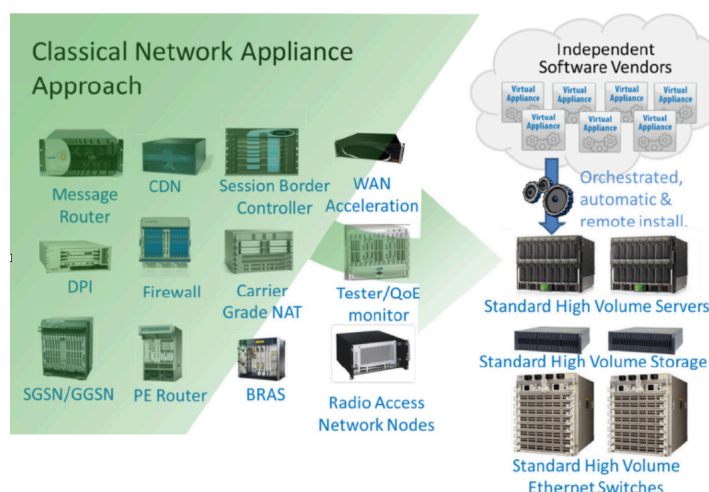 Classical Network Appliance
Approach
Message
Router
CDN
Session Border
Controller
WAN
Acceleration
DPI
Firewall
Carrier
Grade NAT
Tester/QoE
monitor
SGSN/GGSN
PE Router
BRAS
Radio Access
Network Nodes
Independent
Software Vendors
Virtual
Appliance
Virtual
Appliance
Virtual
Appliance
Virtual
Appliance
Virtual
Appliance
Virtual
Appliance
Virtual
Appliance
Orchestrated,
automatic &
remote install.
Standard High Volume Servers
Standard High Volume Storage
Standard High Volume
Ethernet Switches